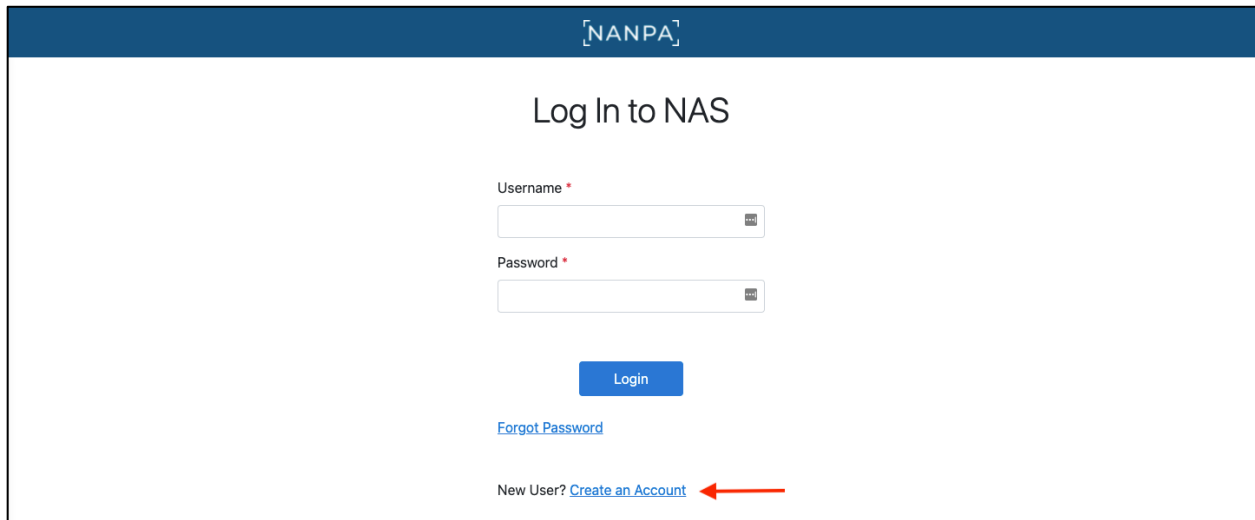 NANPA
Log In to NAS
Username *
Password *
Login
Forgot Password
New User? Create an Account